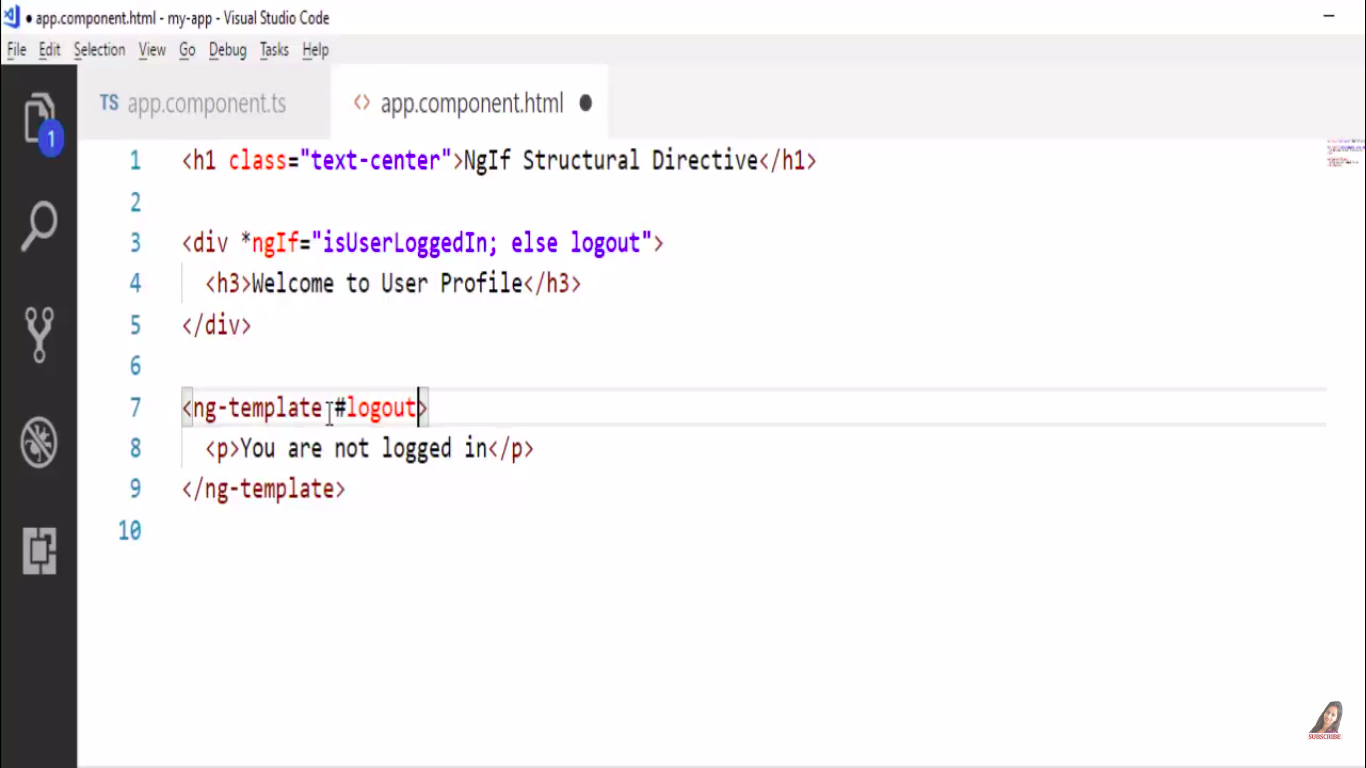 ● app.component.html - my-app - Visual Studio Code
File Edit Selection View Go Debug Tasks Help
TS app.component.ts <> app.component.html ●
1
1 <h1 class="text-center">NgIf Structural Directive</h1>
2
3 <div *ngIf="isUserLoggedIn; else logout">
4 <h3>Welcome to User Profile</h3>
5 </div>
6
7 <ng-template #logout>
8 <p>You are not logged in</p>
9 </ng-template>
10
SUBSCRIBE